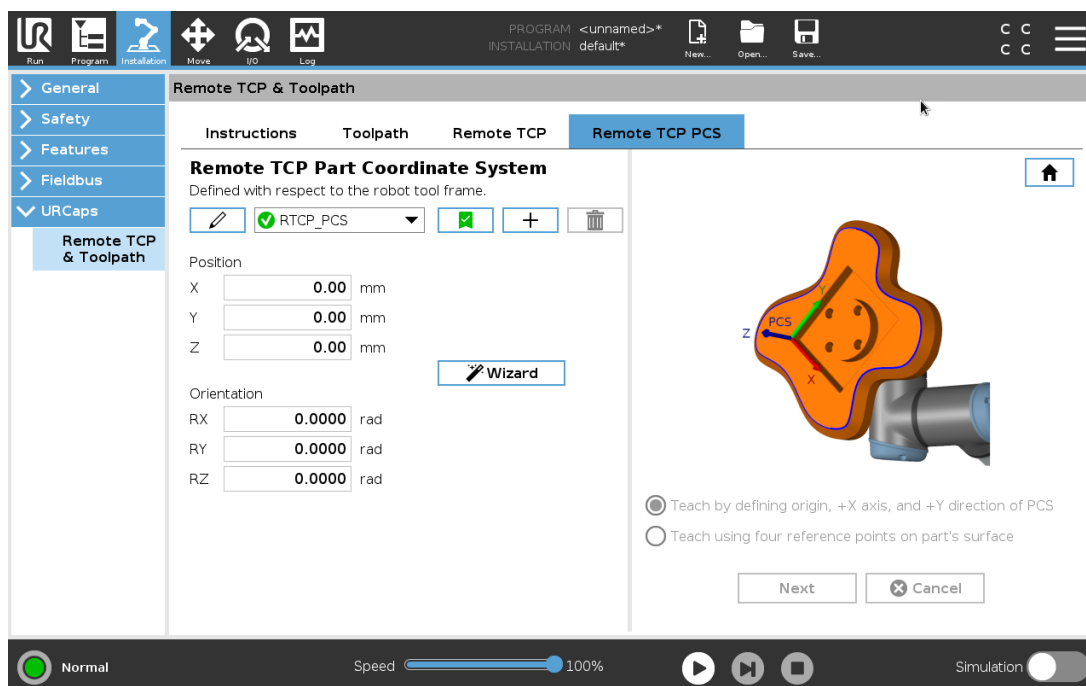 PROGRAM <unnamed>*
INSTALLATION default*
Run Program Installation Move I/O Log New... Open... Save...
C C
C C
General
Safety
Features
Fieldbus
URCaps
Remote TCP
& Toolpath
Remote TCP & Toolpath
Instructions Toolpath Remote TCP Remote TCP PCS
Remote TCP Part Coordinate System
Defined with respect to the robot tool frame.
RTCP_PCS
Position
X 0.00 mm
Y 0.00 mm
Z 0.00 mm
Wizard
Orientation
RX 0.0000 rad
RY 0.0000 rad
RZ 0.0000 rad
Y
PCS
Z
X
Teach by defining origin, +X axis, and +Y direction of PCS
Teach using four reference points on part's surface
Next Cancel
Normal Speed 100% Simulation